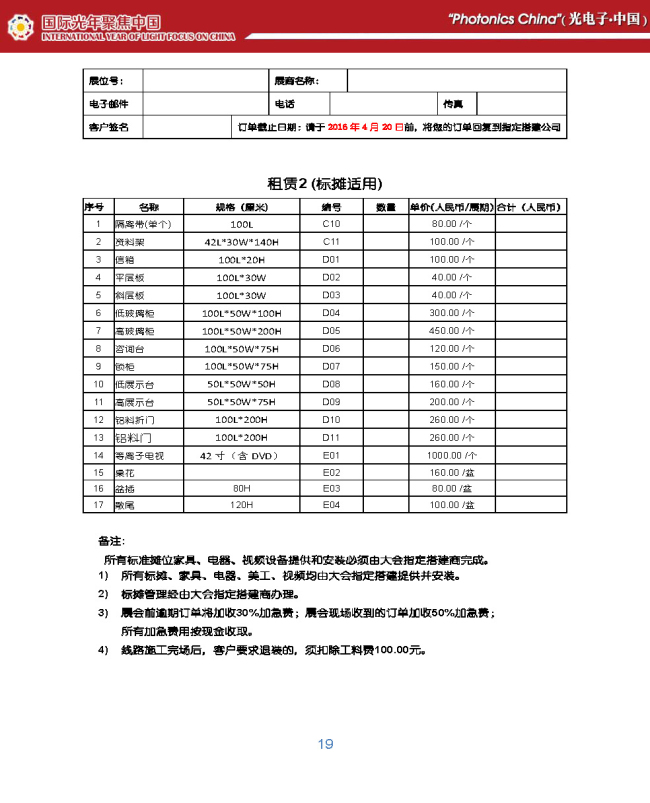 国际光年聚焦中国
INTERNATIONAL YEAR OF LIGHT FOCUS ON CHINA
"Photonics China"(光电子·中国)
展位号： 展商名称：
电子邮件 电话 传真
客户签名 订单截止日期：请于 2016 年 4 月 20 日前，将您的订单回复到指定搭建公司
租赁2 (标摊适用)
序号 名称 规格（厘米） 编号 数量 单价(人民币/展期) 合计（人民币）
1 隔离带(单个) 100L C10 80.00 /个
2 资料架 42L*30W*140H C11 100.00 /个
3 信箱 100L*20H D01 100.00 /个
4 平层板 100L*30W D02 40.00 /个
5 斜层板 100L*30W D03 40.00 /个
6 低玻璃柜 100L*50W*100H D04 300.00 /个
7 高玻璃柜 100L*50W*200H D05 450.00 /个
8 咨询台 100L*50W*75H D06 120.00 /个
9 锁柜 100L*50W*75H D07 150.00 /个
10 低展示台 50L*50W*50H D08 160.00 /个
11 高展示台 50L*50W*75H D09 200.00 /个
12 铝料折门 100L*200H D10 260.00 /个
13 铝料门 100L*200H D11 260.00 /个
14 等离子电视 42 寸（含 DVD） E01 1000.00 /个
15 桌花 E02 160.00 /盆
16 盆插 80H E03 80.00 /盆
17 散尾 120H E04 100.00 /盆
备注：
所有标准摊位家具、电器、视频设备提供和安装必须由大会指定搭建商完成。
1) 所有标摊、家具、电器、美工、视频均由大会指定搭建提供并安装。
2) 标摊管理经由大会指定搭建商办理。
3) 展会前逾期订单将加收30%加急费；展会现场收到的订单加收50%加急费；
所有加急费用按现金收取。
4) 线路施工完场后，客户要求退装的，须扣除工料费100.00元。
19